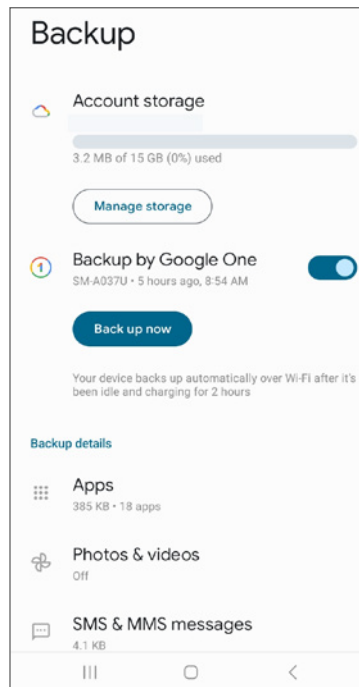 Backup
Account storage
3.2 MB of 15 GB (0%) used
Manage storage
1
Backup by Google One
SM-A037U • 5 hours ago, 8:54 AM
Back up now
Your device backs up automatically over Wi-Fi after it's
been idle and charging for 2 hours
Backup details
Apps
385 KB • 18 apps
Photos & videos
Off
SMS & MMS messages
4.1 KB